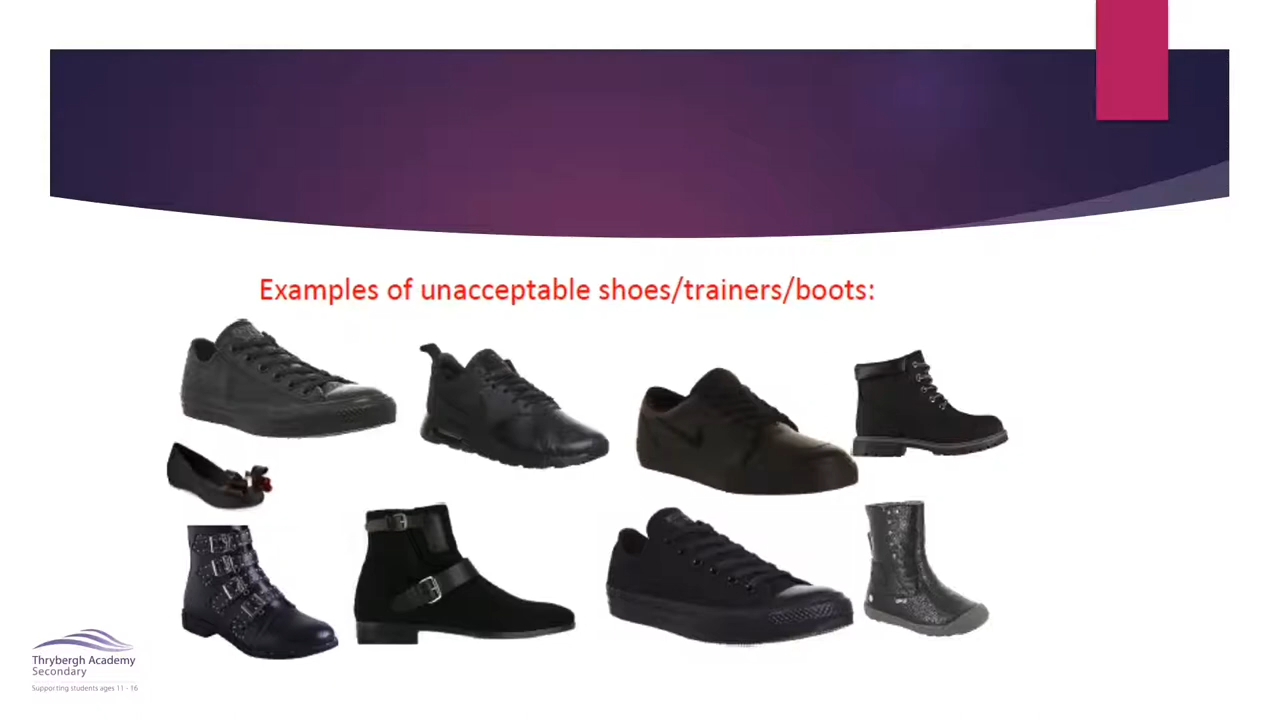 Examples of unacceptable shoes/trainers/boots:
Thrybergh Academy
Secondary
Supporting students ages 11 - 16